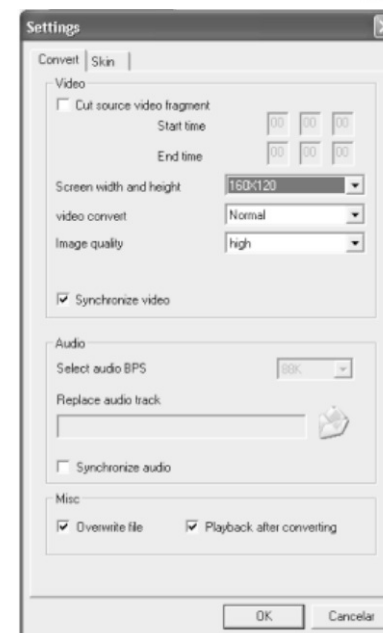 Settings
Convert Skin
Video
Cut source video fragment
Start time 00 00 00
End time 00 00 00
Screen width and height 160X120
video convert Normal
Image quality high
Synchronize video
Audio
Select audio BPS 88K
Replace audio track
Synchronize audio
Misc
Overwrite file Playback after converting
OK Cancelar